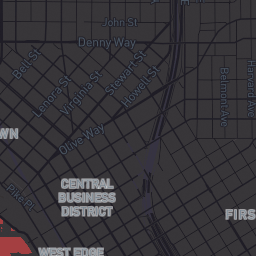 John St
E
Denny Way
Bell St
Lenora St
Virginia St
Stewart St
Howell St
Belmont Ave
Harvard Ave
Olive Way
WN
Pike Pl
CENTRAL
BUSINESS
DISTRICT
FIRS
WEST EDGE